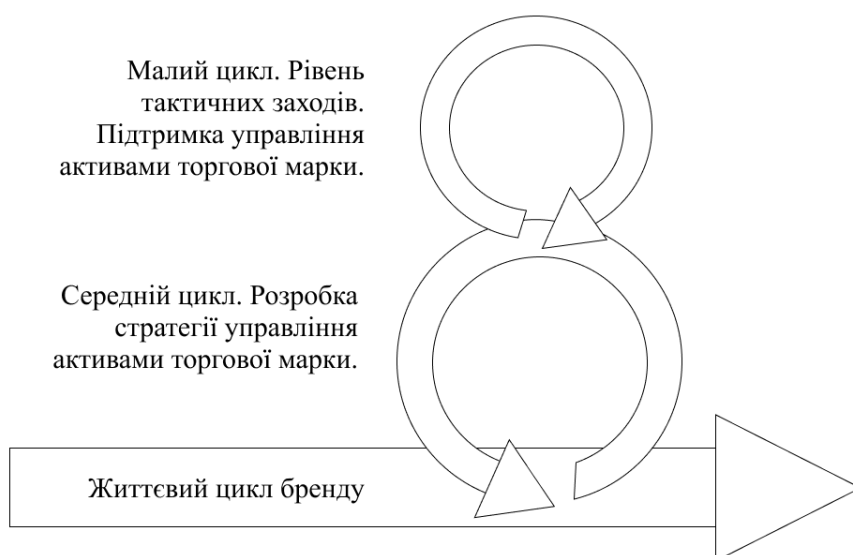 Малий цикл. Рівень
тактичних заходів.
Підтримка управління
активами торгової марки.
Середній цикл. Розробка
стратегії управління
активами торгової марки.
Життєвий цикл бренду